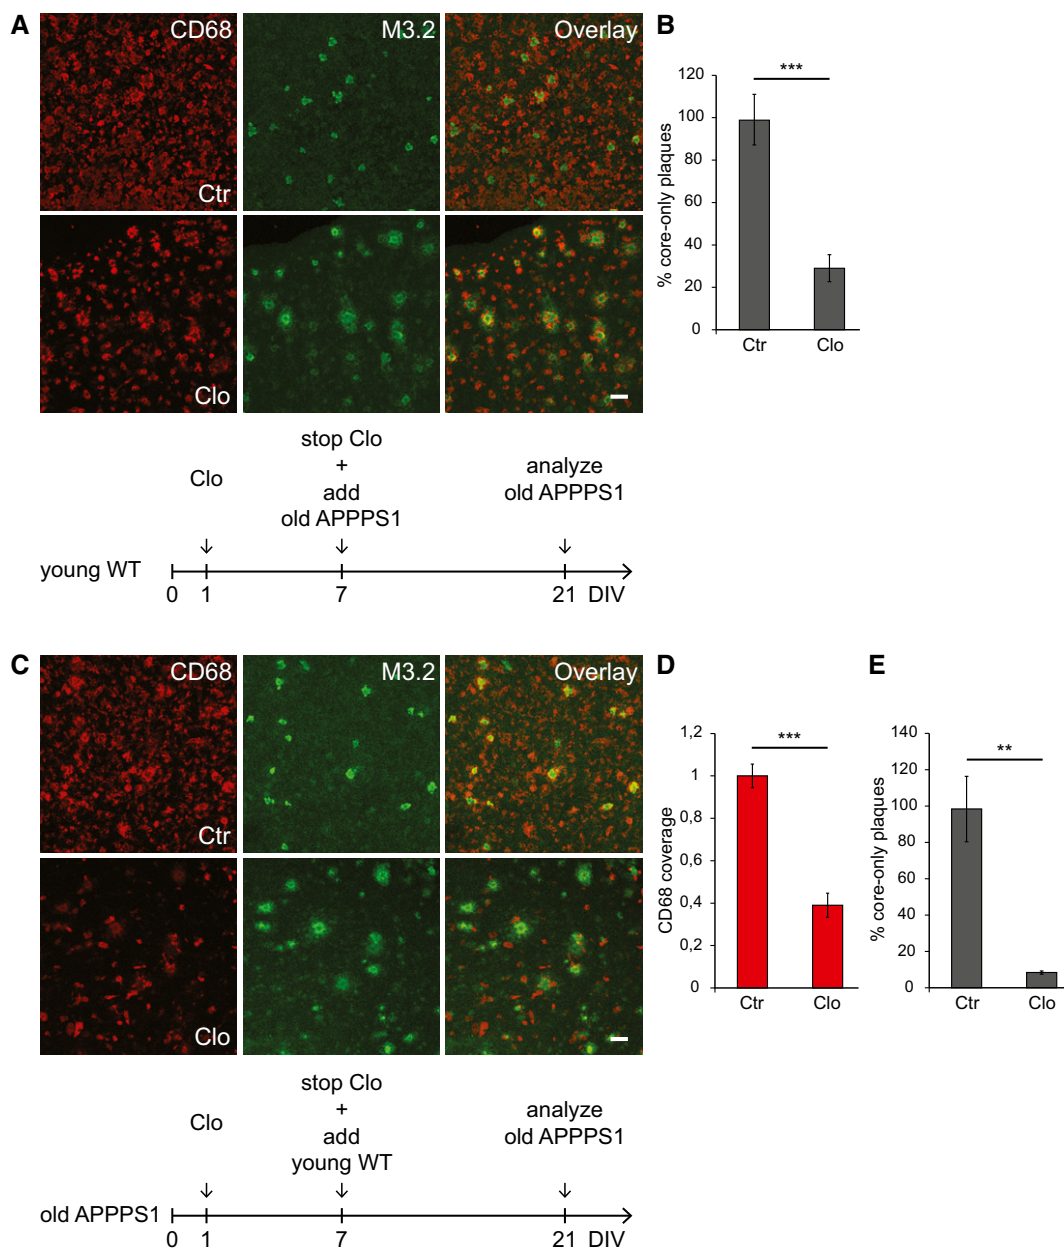 A
CD68
M3.2
Overlay
Ctr
Clo
B
% core-only plaques
120
100
80
60
40
20
0
***
Ctr
Clo
Clo
stop Clo
+
add
old APPPS1
analyze
old APPPS1
young WT
0 1 7 21 DIV
C
CD68
M3.2
Overlay
Ctr
Clo
D
CD68 coverage
1,2
1
0,8
0,6
0,4
0,2
0
***
Ctr
Clo
E
% core-only plaques
140
120
100
80
60
40
20
0
**
Ctr
Clo
Clo
stop Clo
+
add
young WT
analyze
old APPPS1
old APPPS1
0 1 7 21 DIV